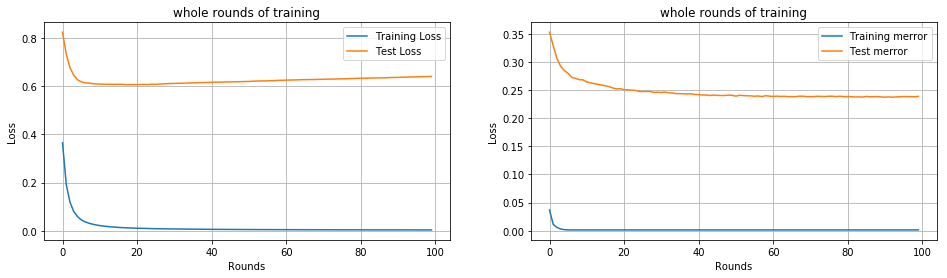 whole rounds of training
Training Loss
Test Loss
0.8
0.6
0.4
0.2
0.0
Loss
0 20 40 60 80 100
Rounds
whole rounds of training
Training merror
Test merror
0.35
0.30
0.25
0.20
0.15
0.10
0.05
0.00
Loss
0 20 40 60 80 100
Rounds